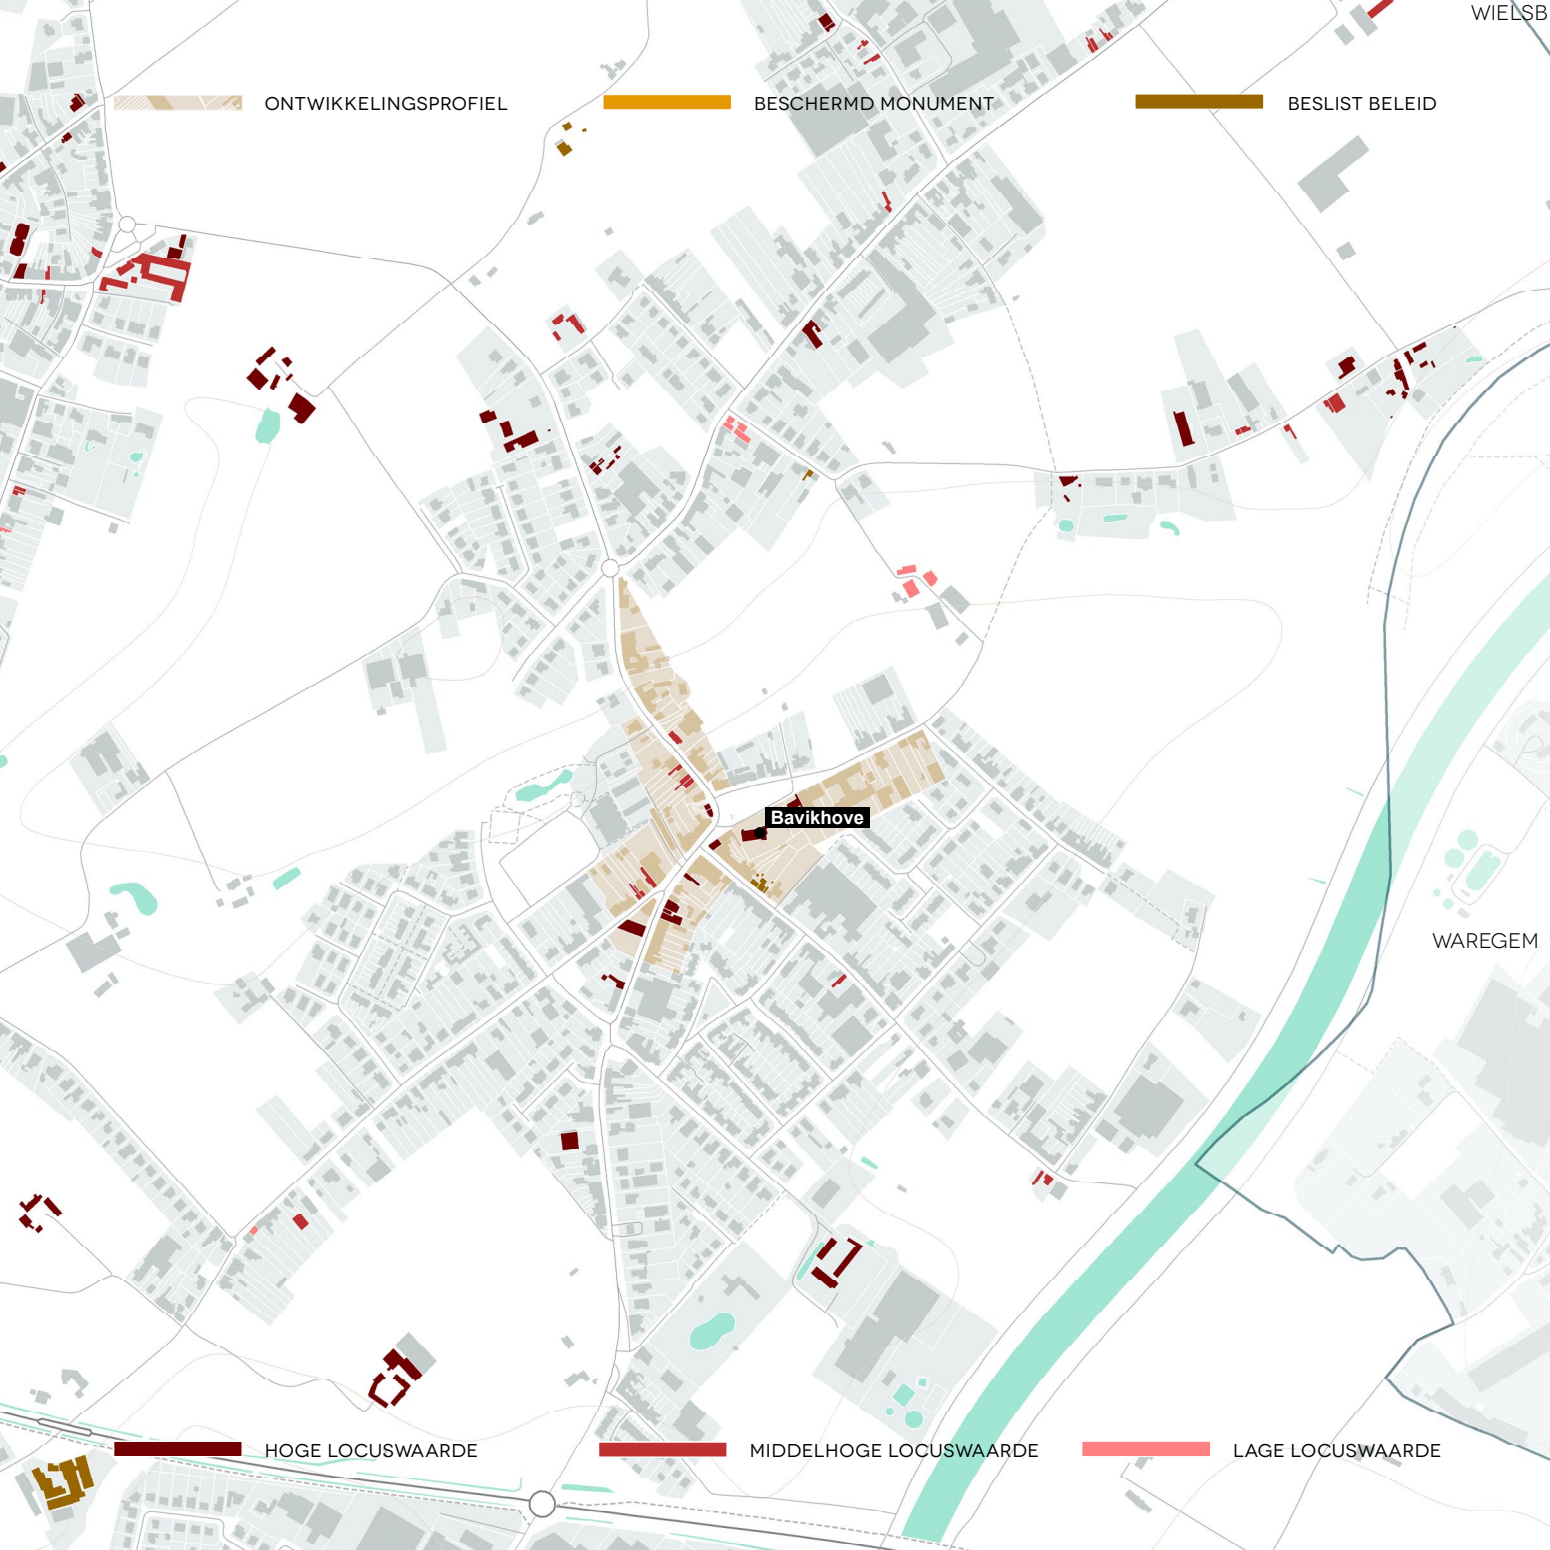 WIELSB
ONTWIKKELINGSPROFIEL
BESCHERMD MONUMENT
BESLIST BELEID
Bavikhove
WAREGEM
HOGE LOCUSWAARDE
MIDDELHOGE LOCUSWAARDE
LAGE LOCUSWAARDE